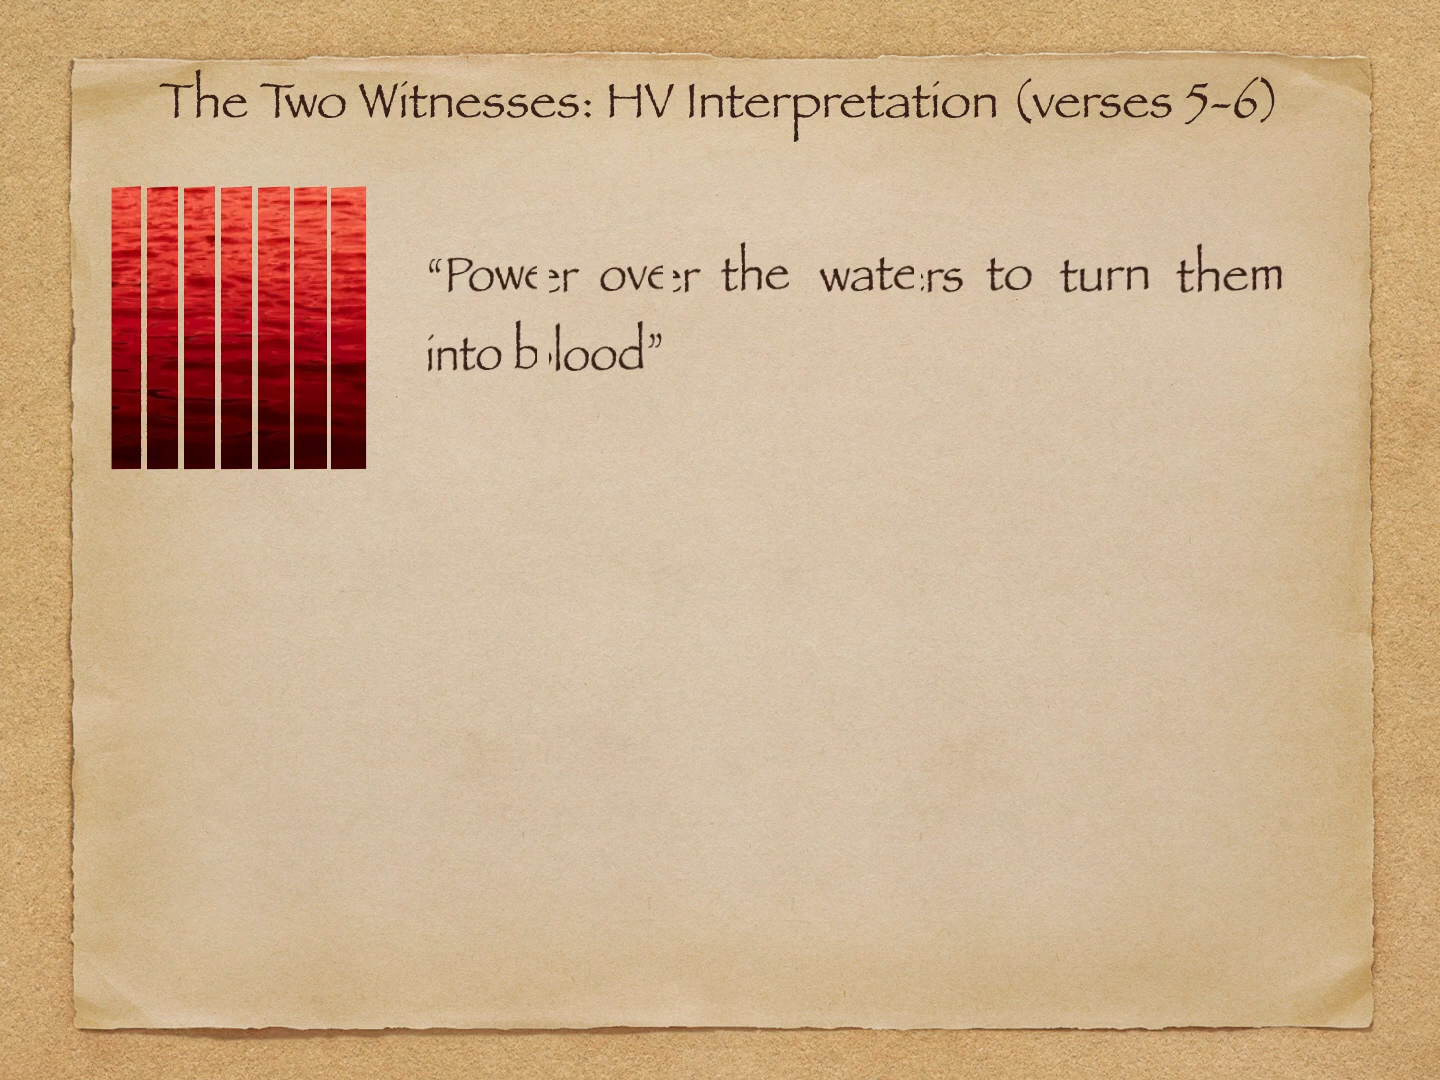 The Two Witnesses: HV Interpretation (verses 5-6)
“Power over the waters to turn them
into blood”